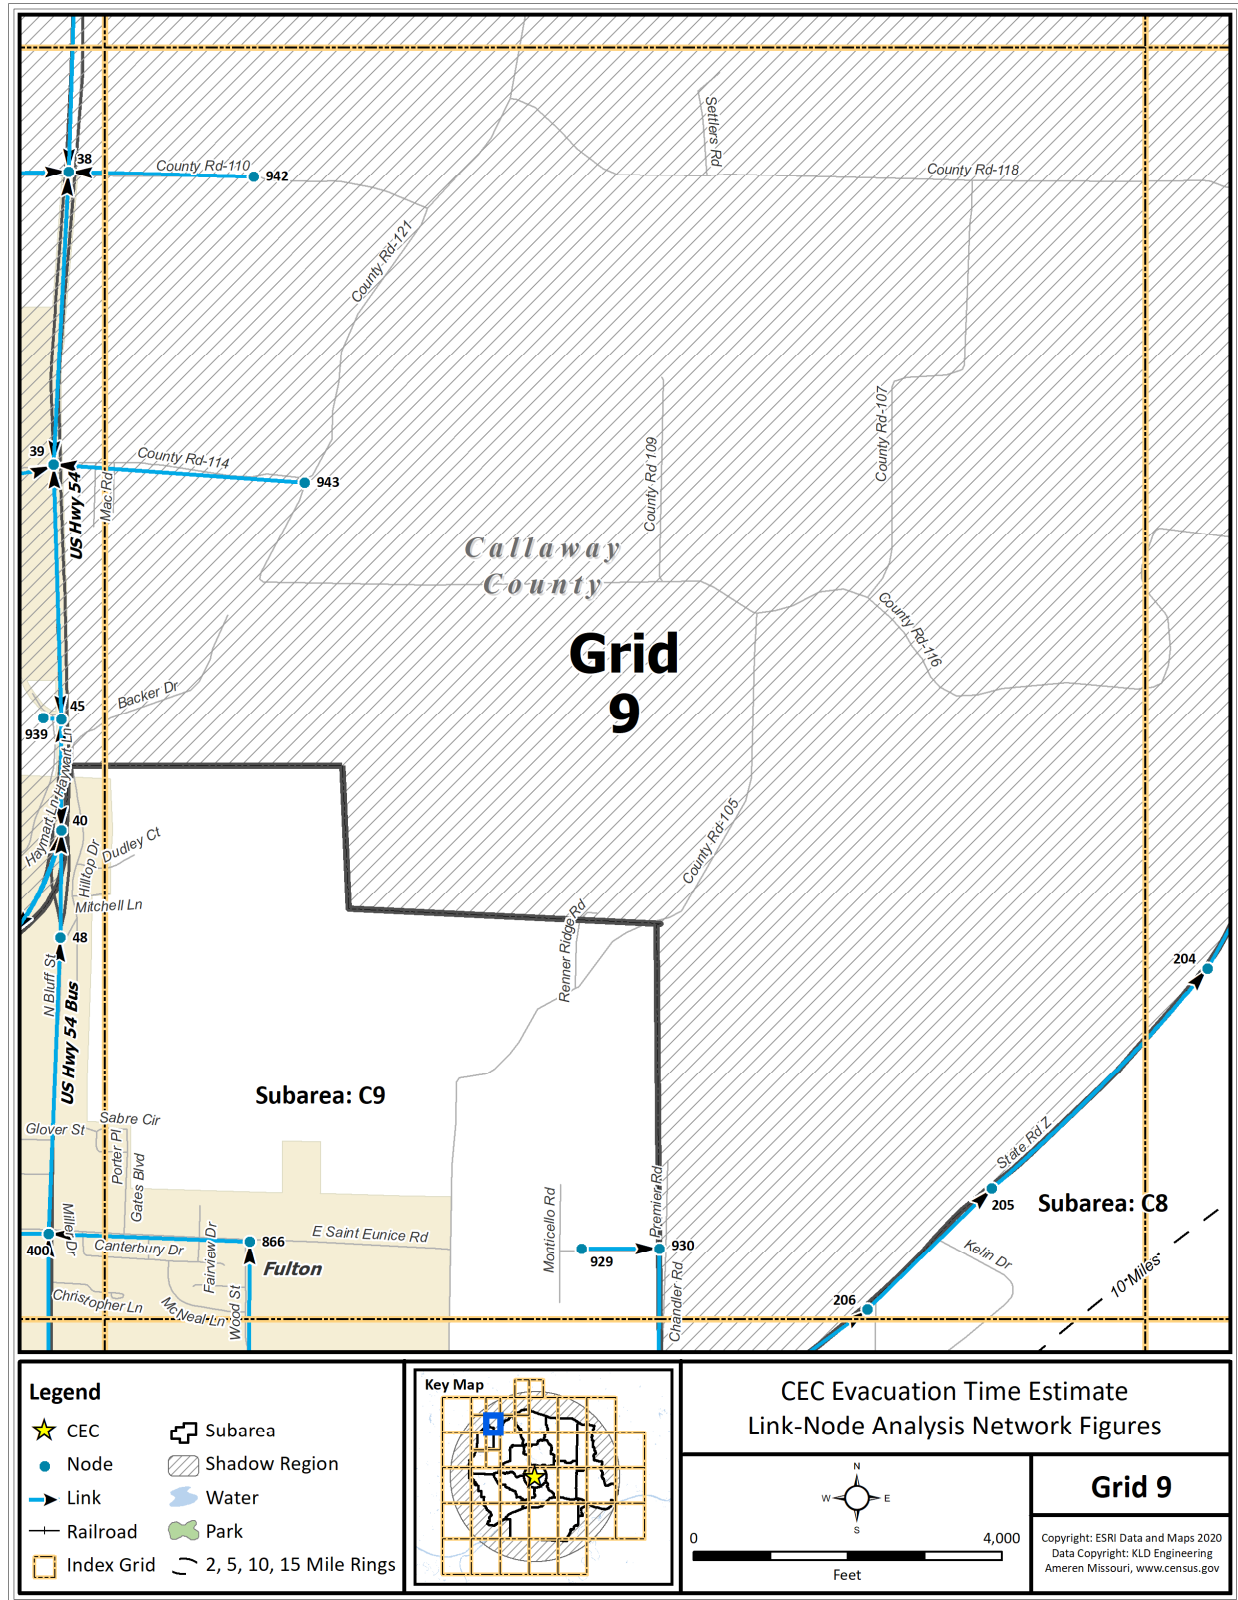 38
County Rd-110
942
Settlers Rd
County Rd-118
County Rd-121
39
County Rd-114
943
Mac Rd
US Hwy 54
County Rd 109
County Rd-107
Callaway
County
County Rd-116
Grid
9
Backer Dr
45
939
Haywart Ln
Haymart Ln
40
Hilltop Dr
Dudley Ct
County Rd-105
Mitchell Ln
Renner Ridge Rd
48
N Bluff St
US Hwy 54 Bus
204
Subarea: C9
Sabre Cir
Glover St
Porter Pl
Gates Blvd
State Rd Z
205
Subarea: C8
Miller Dr
400
Canterbury Dr
Fairview Dr
866
E Saint Eunice Rd
Fulton
Monticello Rd
929
Premier Rd
930
Kelin Dr
10 Miles
206
Christopher Ln
McNeal Ln
Wood St
Chandler Rd
Legend
CEC
Subarea
Node
Shadow Region
Link
Water
Railroad
Park
Index Grid
2, 5, 10, 15 Mile Rings
Key Map
CEC Evacuation Time Estimate
Link-Node Analysis Network Figures
N
W
E
S
0
4,000
Feet
Grid 9
Copyright: ESRI Data and Maps 2020
Data Copyright: KLD Engineering
Ameren Missouri, www.census.gov